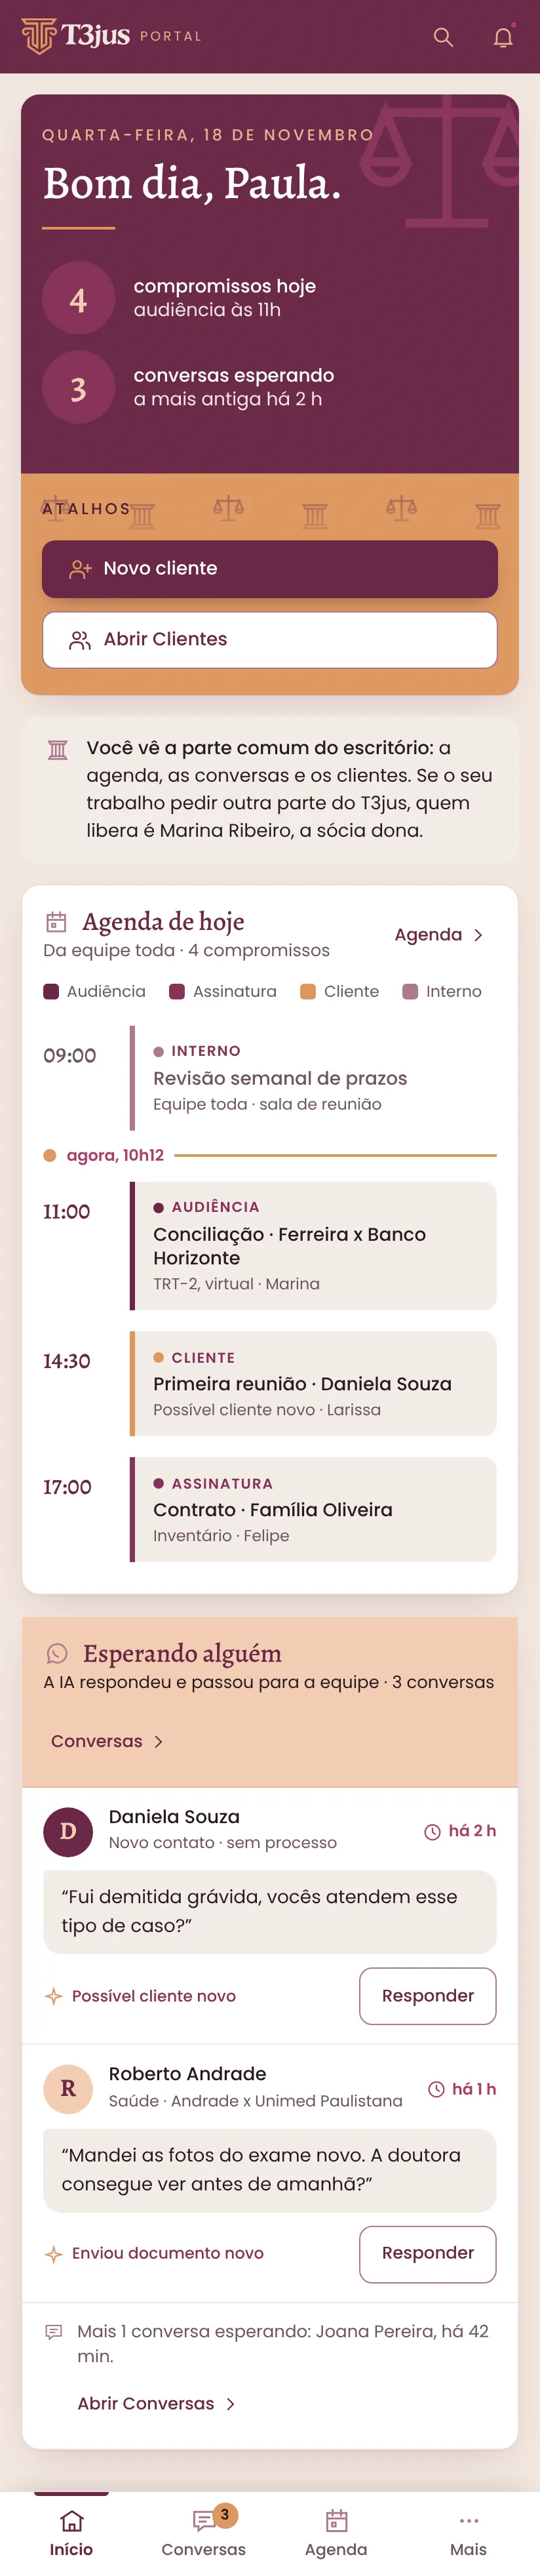 T3jus PORTAL
QUARTA-FEIRA, 18 DE NOVEMBRO
Bom dia, Paula.
4
compromissos hoje
audiência às 11h
3
conversas esperando
a mais antiga há 2 h
ATALHOS
Novo cliente
Abrir Clientes
Você vê a parte comum do escritório: a
agenda, as conversas e os clientes. Se o seu
trabalho pedir outra parte do T3jus, quem
libera é Marina Ribeiro, a sócia dona.
Agenda de hoje
Da equipe toda · 4 compromissos
Agenda
Audiência
Assinatura
Cliente
Interno
09:00
INTERNO
Revisão semanal de prazos
Equipe toda · sala de reunião
agora, 10h12
11:00
AUDIÊNCIA
Conciliação · Ferreira x Banco
Horizonte
TRT-2, virtual · Marina
14:30
CLIENTE
Primeira reunião · Daniela Souza
Possível cliente novo · Larissa
17:00
ASSINATURA
Contrato · Família Oliveira
Inventário · Felipe
Esperando alguém
A IA respondeu e passou para a equipe · 3 conversas
Conversas
D
Daniela Souza
Novo contato · sem processo
há 2 h
“Fui demitida grávida, vocês atendem esse
tipo de caso?”
Possível cliente novo
Responder
R
Roberto Andrade
Saúde · Andrade x Unimed Paulistana
há 1 h
“Mandei as fotos do exame novo. A doutora
consegue ver antes de amanhã?”
Enviou documento novo
Responder
Mais 1 conversa esperando: Joana Pereira, há 42
min.
Abrir Conversas
3
Início
Conversas
Agenda
Mais